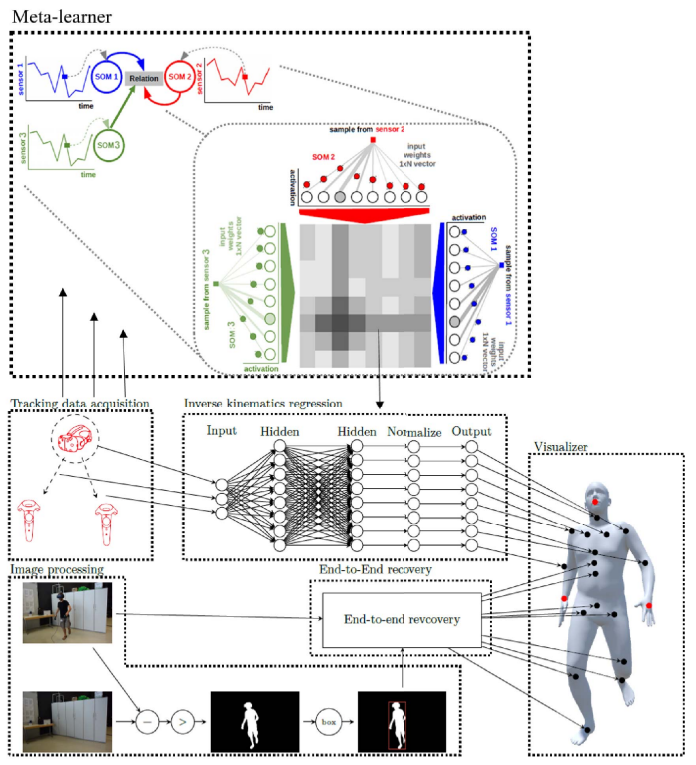 Meta-learner
sensor 1
time
SOM 1
Relation
SOM 2
sensor 2
time
sensor 3
time
SOM 3
sample from sensor 2
SOM 2
input
weights
1xN vector
activation
input
weights
1xN vector
sample from sensor 3
SOM 3
activation
activation
SOM 1
sample from sensor 1
input
weights
1xN vector
Tracking data acquisition
Inverse kinematics regression
Input
Hidden
Hidden
Normalize
Output
Visualizer
Image processing
End-to-End recovery
End-to-end revcovery
−
>
box